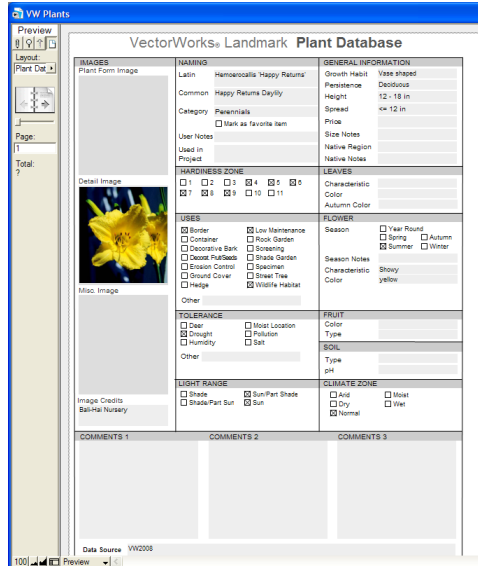 VW Plants
Preview
Layout:
Plant Dat
Page:
1
Total:
?
VectorWorks® Landmark Plant Database
IMAGES
Plant Form Image
Detail Image
Misc. Image
Image Credits
Ball-Hai Nursery
NAMING
Latin Hemoerocallis 'Happy Returns'
Common Happy Returns Daylily
Category Perennials
Mark as favorite item
User Notes
Used in
Project
GENERAL INFORMATION
Growth Habit Vase shaped
Persistence Deciduous
Height 12 - 18 in
Spread <= 12 in
Price
Size Notes
Native Region
Native Notes
HARDINESS ZONE
1 2 3 4 5 6
7 8 9 10 11
LEAVES
Characteristic
Color
Autumn Color
USES
Border Low Maintenance
Container Rock Garden
Decorative Bark Screening
Decorat. Fruit/Seeds Shade Garden
Erosion Control Specimen
Ground Cover Street Tree
Hedge Wildlife Habitat
Other
FLOWER
Season Year Round
Spring Autumn
Summer Winter
Season Notes
Characteristic Showy
Color yellow
TOLERANCE
Deer Moist Location
Drought Pollution
Humidity Salt
Other
FRUIT
Color
Type
SOIL
Type
pH
LIGHT RANGE
Shade Sun/Part Shade
Shade/Part Sun Sun
CLIMATE ZONE
Arid Moist
Dry Wet
Normal
COMMENTS 1 COMMENTS 2 COMMENTS 3
Data Source VW2008
100 Preview